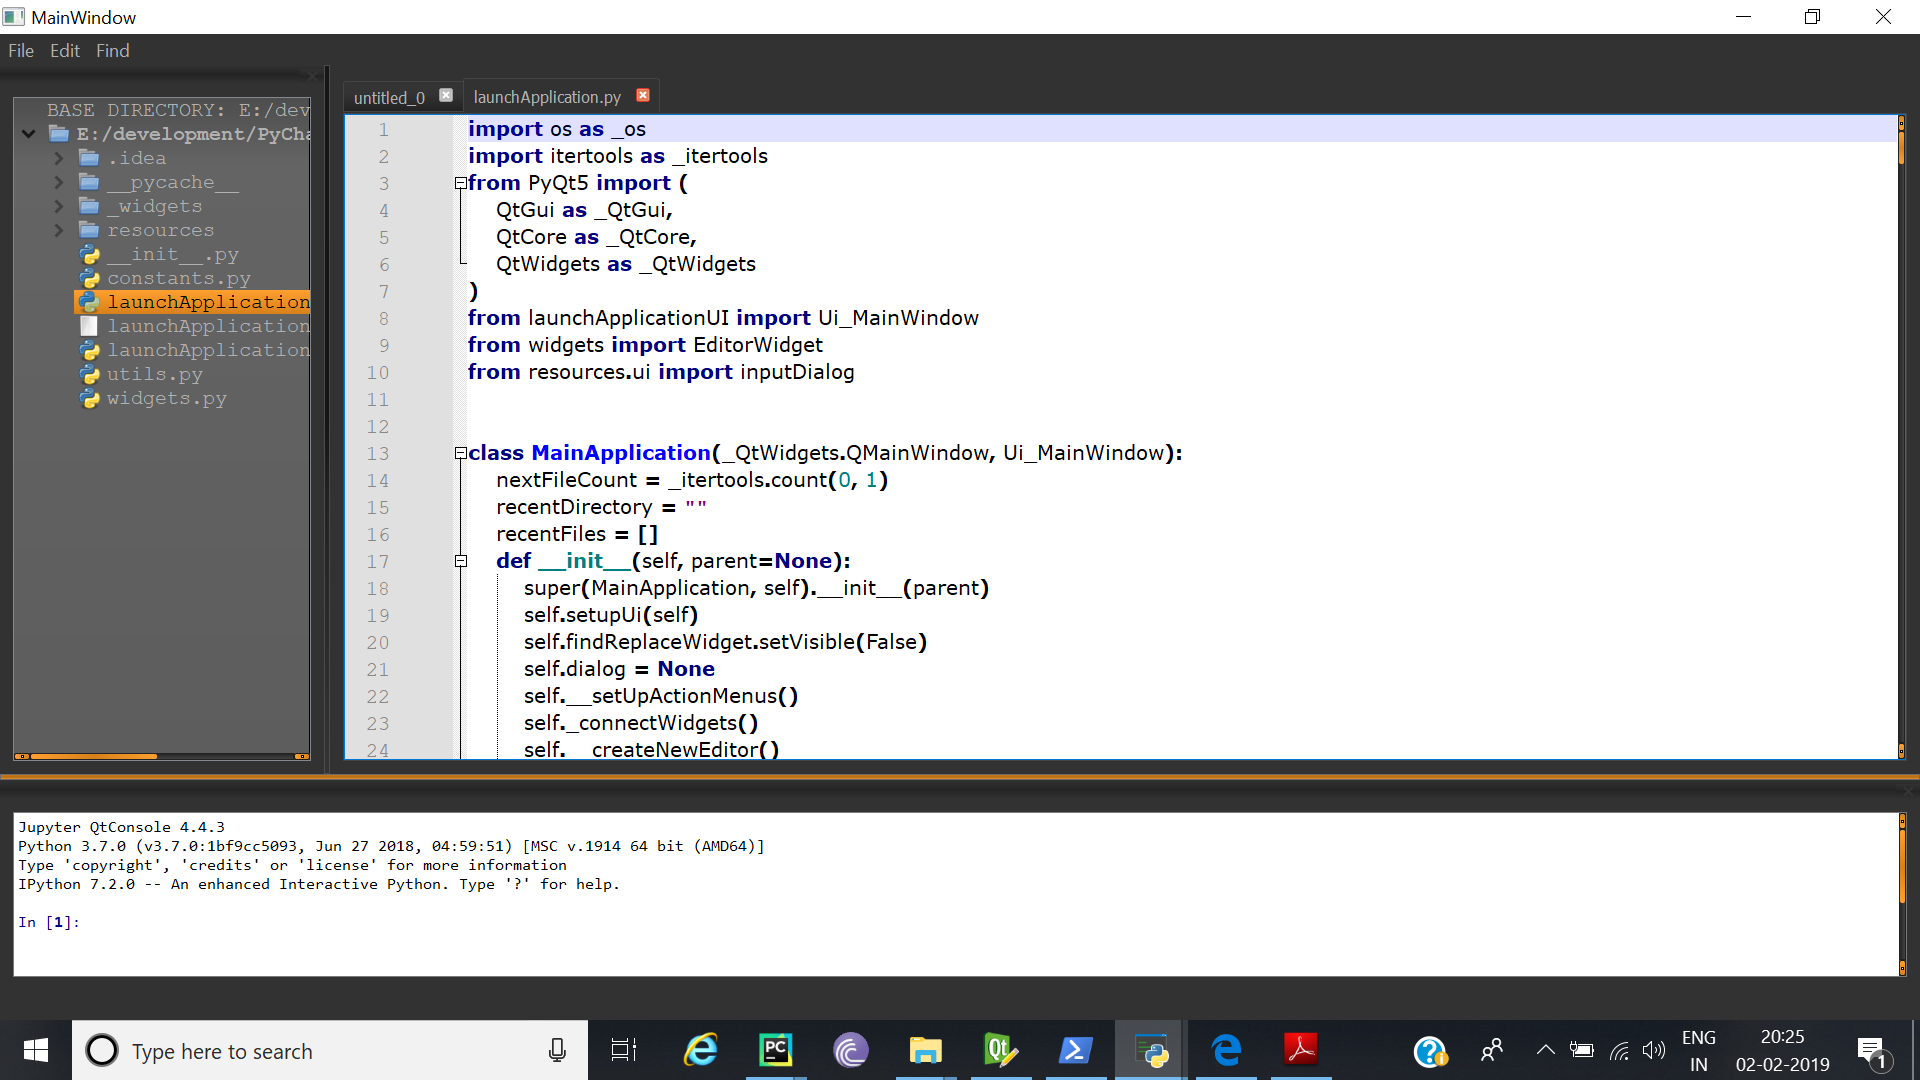 MainWindow
File Edit Find
BASE DIRECTORY: E:/dev
E:/development/PyCha
.idea
__pycache__
_widgets
resources
__init__.py
constants.py
launchApplication
launchApplication
launchApplication
utils.py
widgets.py
untitled_0 launchApplication.py
1 import os as _os
2 import itertools as _itertools
3 from PyQt5 import (
4 QtGui as _QtGui,
5 QtCore as _QtCore,
6 QtWidgets as _QtWidgets
7 )
8 from launchApplicationUI import Ui_MainWindow
9 from widgets import EditorWidget
10 from resources.ui import inputDialog
11
12
13 class MainApplication(_QtWidgets.QMainWindow, Ui_MainWindow):
14 nextFileCount = _itertools.count(0, 1)
15 recentDirectory = ""
16 recentFiles = []
17 def __init__(self, parent=None):
18 super(MainApplication, self).__init__(parent)
19 self.setupUi(self)
20 self.findReplaceWidget.setVisible(False)
21 self.dialog = None
22 self.__setUpActionMenus()
23 self._connectWidgets()
24 self.__createNewEditor()
Jupyter QtConsole 4.4.3
Python 3.7.0 (v3.7.0:1bf9cc5093, Jun 27 2018, 04:59:51) [MSC v.1914 64 bit (AMD64)]
Type 'copyright', 'credits' or 'license' for more information
IPython 7.2.0 -- An enhanced Interactive Python. Type '?' for help.
In [1]:
Type here to search
PC
Qt
ENG
IN
20:25
02-02-2019
1